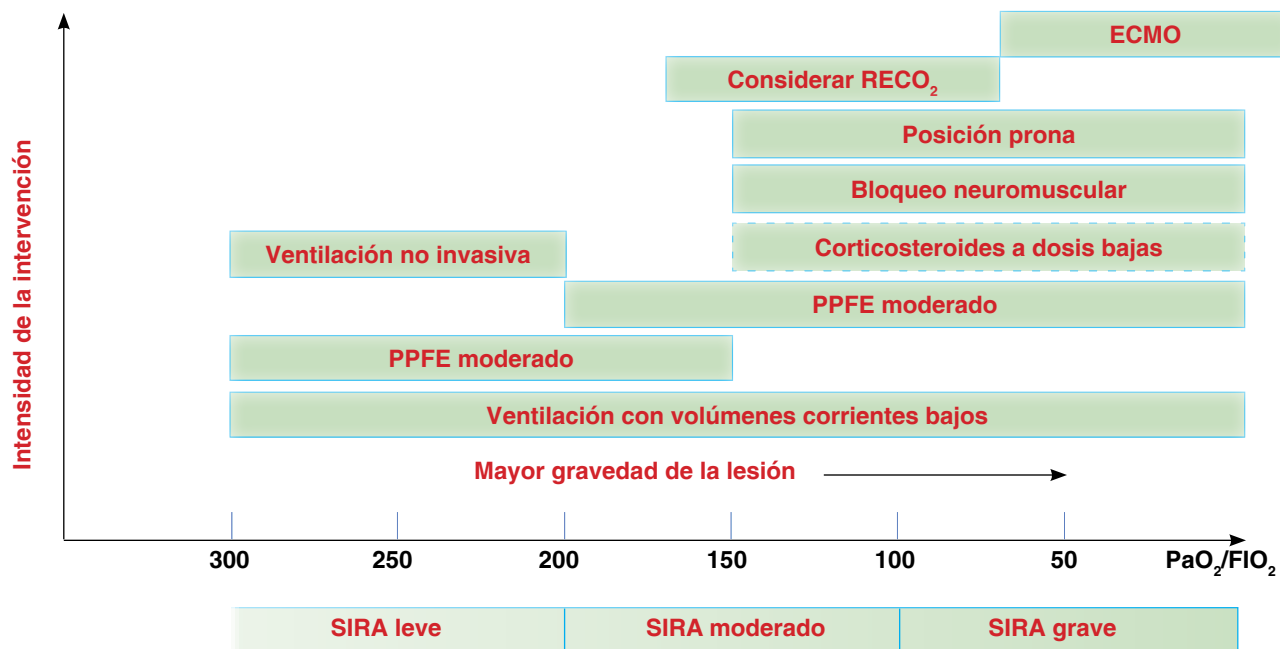 ECMO
Considerar RECO₂
Posición prona
Bloqueo neuromuscular
Ventilación no invasiva
Corticosteroides a dosis bajas
PPFE moderado
PPFE moderado
Ventilación con volúmenes corrientes bajos
Intensidad de la intervención
Mayor gravedad de la lesión
300 250 200 150 100 50 PaO₂/FIO₂
SIRA leve SIRA moderado SIRA grave